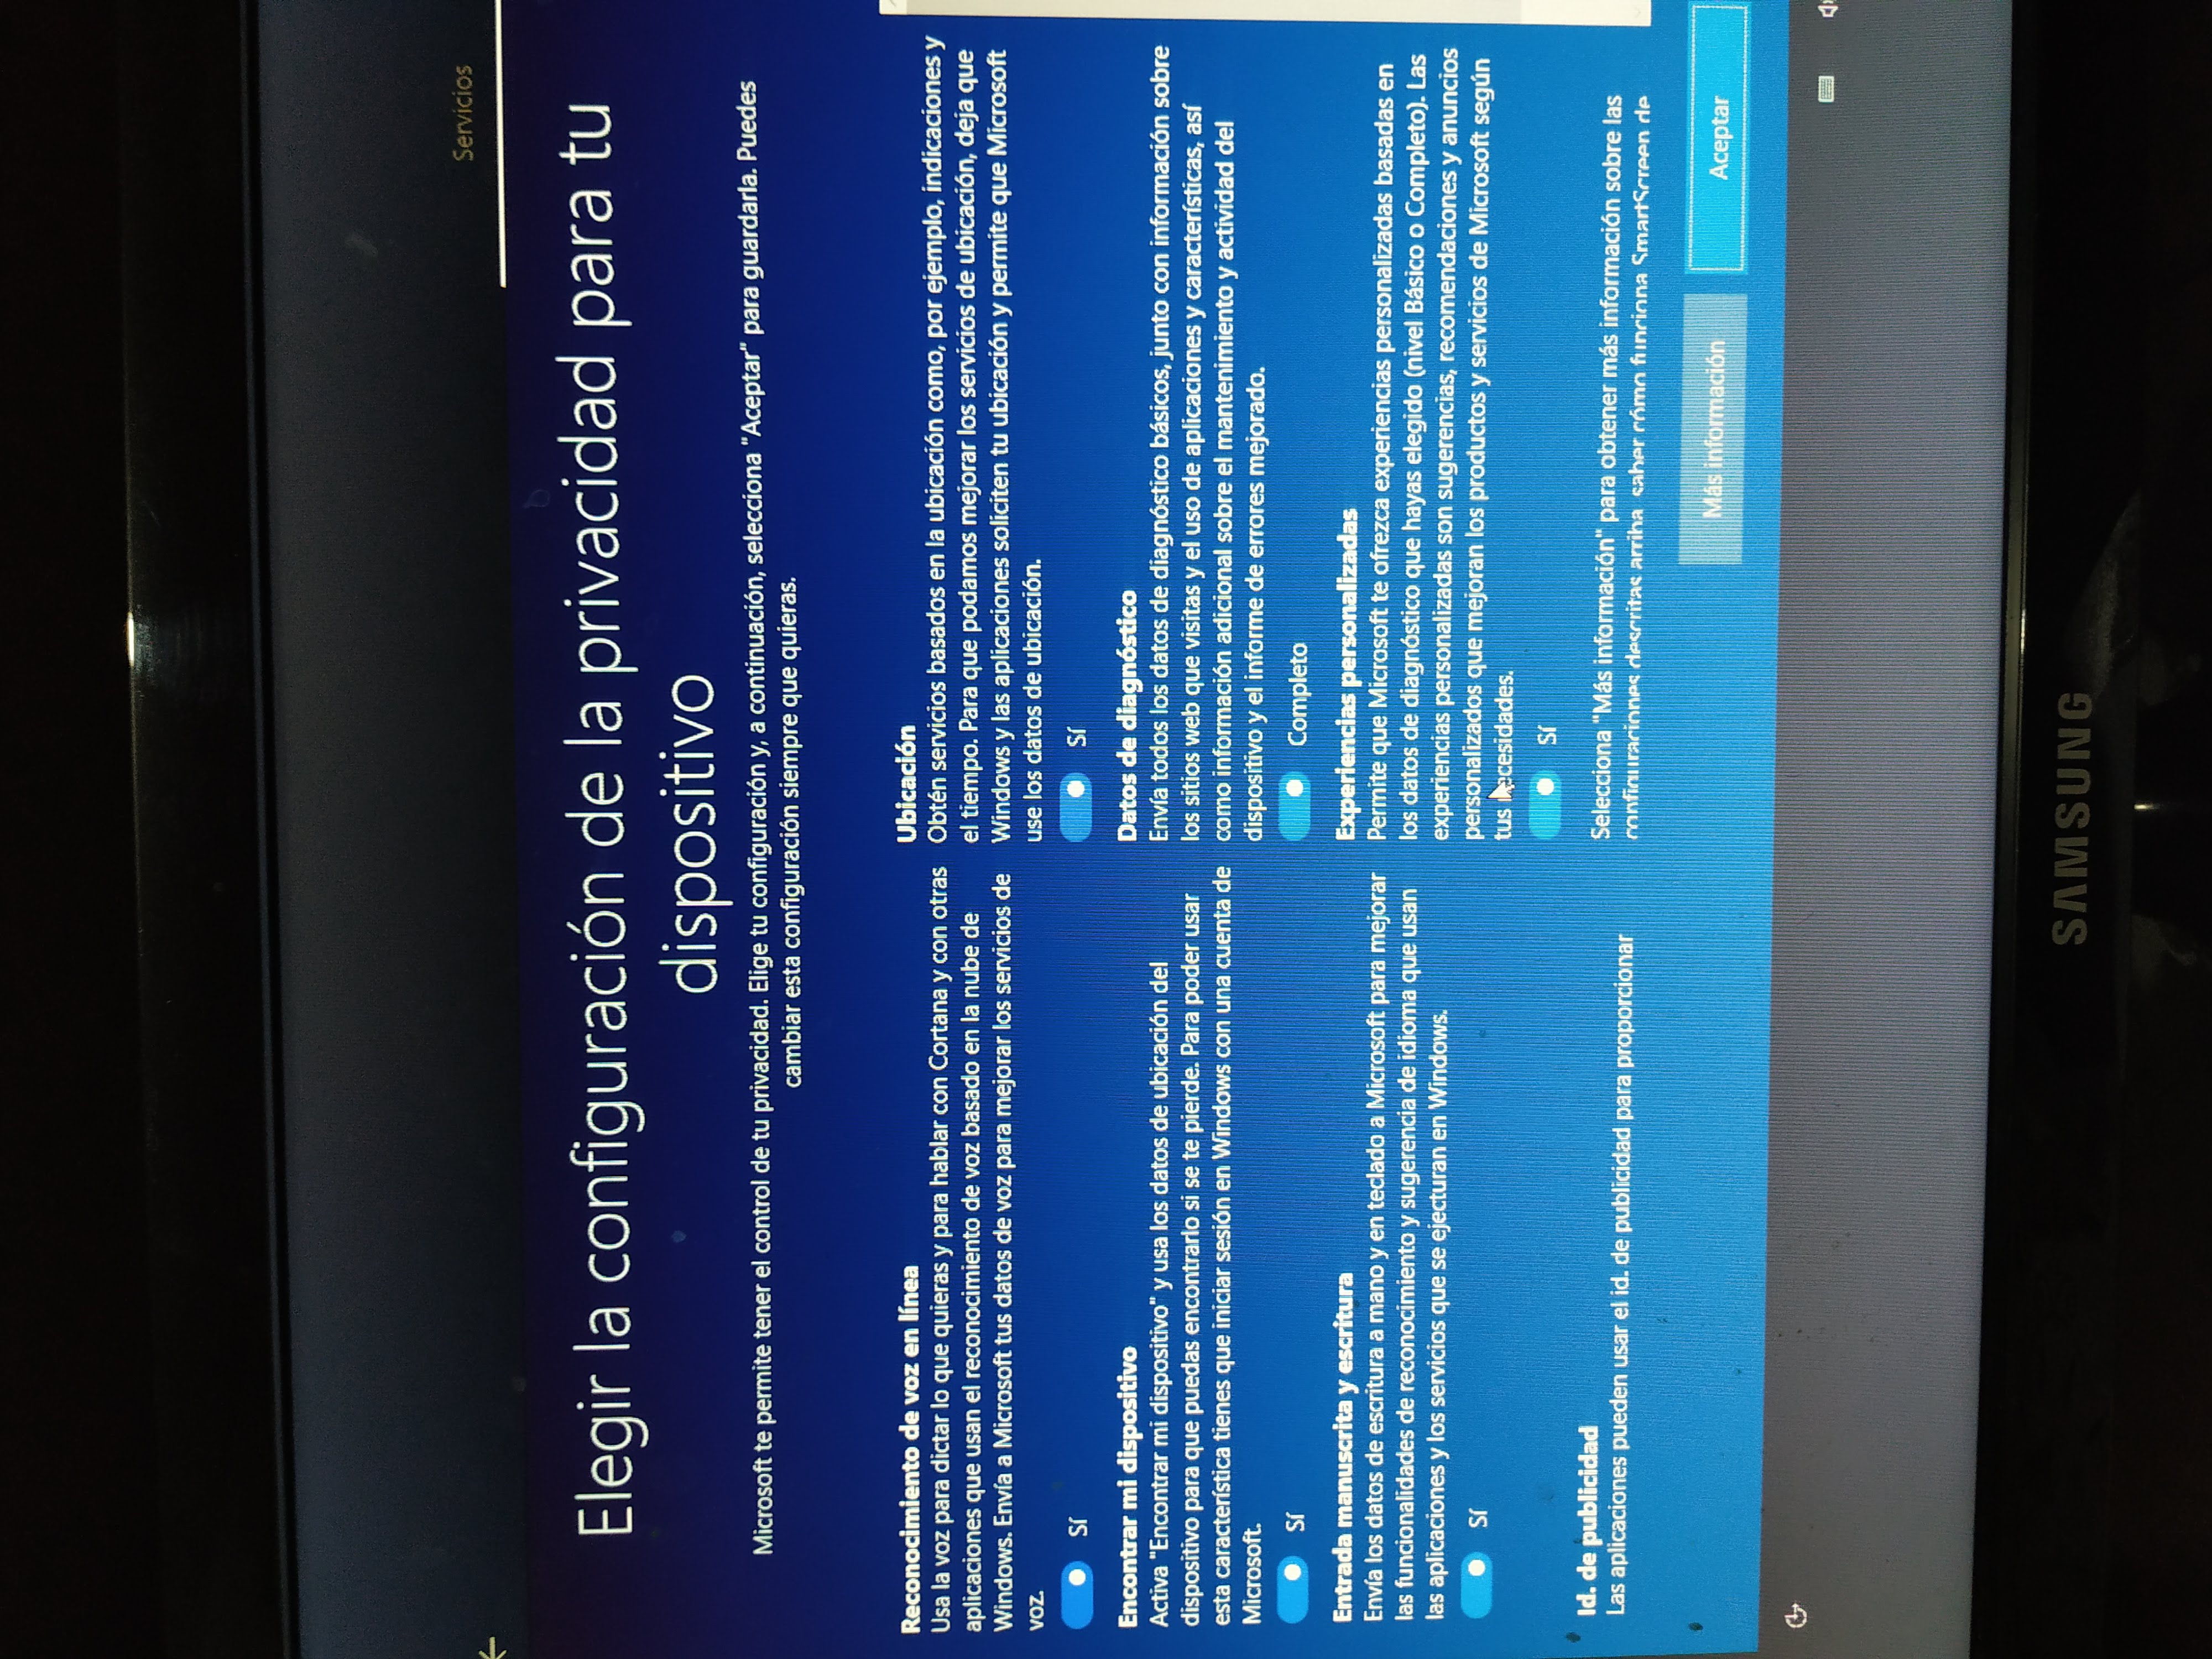 Servicios
Elegir la configuración de la privacidad para tu
dispositivo
Microsoft te permite tener el control de tu privacidad. Elige tu configuración y, a continuación, selecciona "Aceptar" para guardarla. Puedes
cambiar esta configuración siempre que quieras.
Reconocimiento de voz en línea
Usa la voz para dictar lo que quieras y para hablar con Cortana y con otras
aplicaciones que usan el reconocimiento de voz basado en la nube de
Windows. Envía a Microsoft tus datos de voz para mejorar los servicios de
voz.
Sí
Encontrar mi dispositivo
Activa "Encontrar mi dispositivo" y usa los datos de ubicación del
dispositivo para que puedas encontrarlo si se te pierde. Para poder usar
esta característica tienes que iniciar sesión en Windows con una cuenta de
Microsoft.
Sí
Entrada manuscrita y escritura
Envía los datos de escritura a mano y en teclado a Microsoft para mejorar
las funcionalidades de reconocimiento y sugerencia de idioma que usan
las aplicaciones y los servicios que se ejecturan en Windows.
Sí
Id. de publicidad
Las aplicaciones pueden usar el id. de publicidad para proporcionar
Ubicación
Obtén servicios basados en la ubicación como, por ejemplo, indicaciones y
el tiempo. Para que podamos mejorar los servicios de ubicación, deja que
Windows y las aplicaciones soliciten tu ubicación y permite que Microsoft
use los datos de ubicación.
Sí
Datos de diagnóstico
Envía todos los datos de diagnóstico básicos, junto con información sobre
los sitios web que visitas y el uso de aplicaciones y características, así
como información adicional sobre el mantenimiento y actividad del
dispositivo y el informe de errores mejorado.
Completo
Experiencias personalizadas
Permite que Microsoft te ofrezca experiencias personalizadas basadas en
los datos de diagnóstico que hayas elegido (nivel Básico o Completo). Las
experiencias personalizadas son sugerencias, recomendaciones y anuncios
personalizados que mejoran los productos y servicios de Microsoft según
tus necesidades.
Sí
Selecciona "Más información" para obtener más información sobre las
configuraciones descritas arriba, saber cómo funciona SmartScreen de
Más información
Aceptar
SAMSUNG